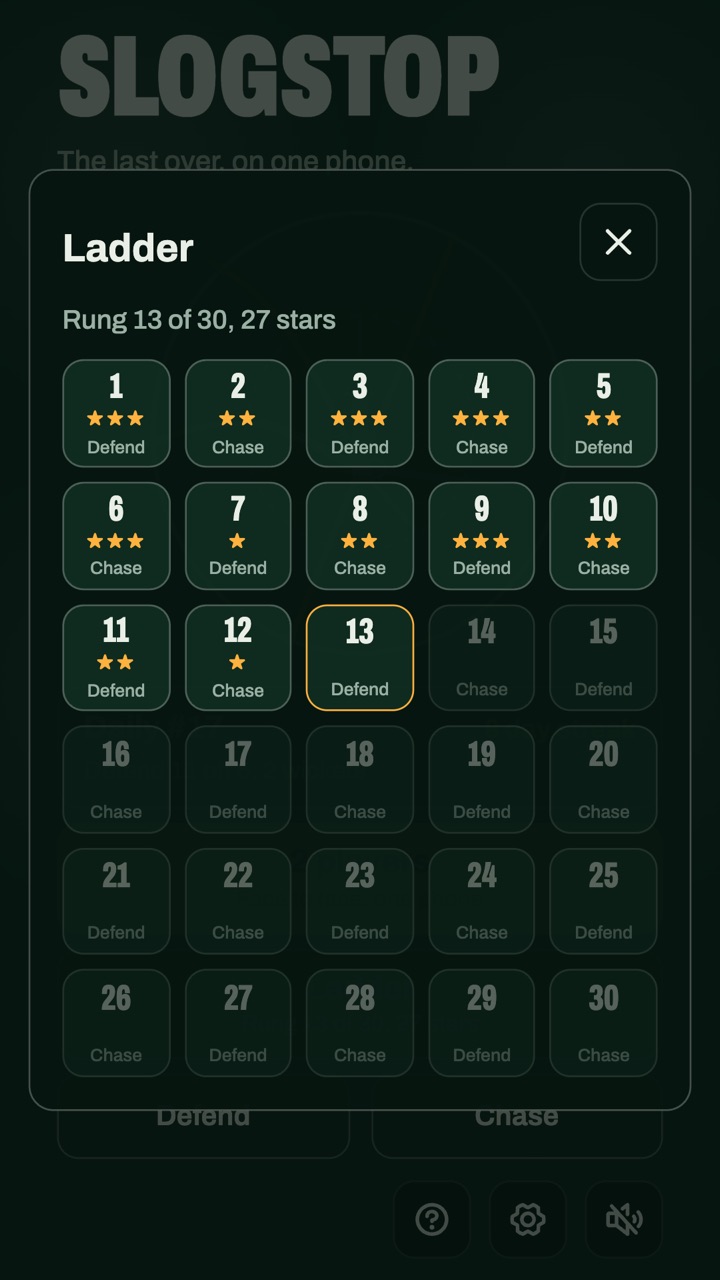 SLOGSTOP
The last over, on one phone.
Ladder
Rung 13 of 30, 27 stars
1 2 3 4 5
Defend Chase Defend Chase Defend
6 7 8 9 10
Chase Defend Chase Defend Chase
11 12 13 14 15
Defend Chase Defend Chase Defend
16 17 18 19 20
Chase Defend Chase Defend Chase
21 22 23 24 25
Defend Chase Defend Chase Defend
26 27 28 29 30
Chase Defend Chase Defend Chase
Defend Chase